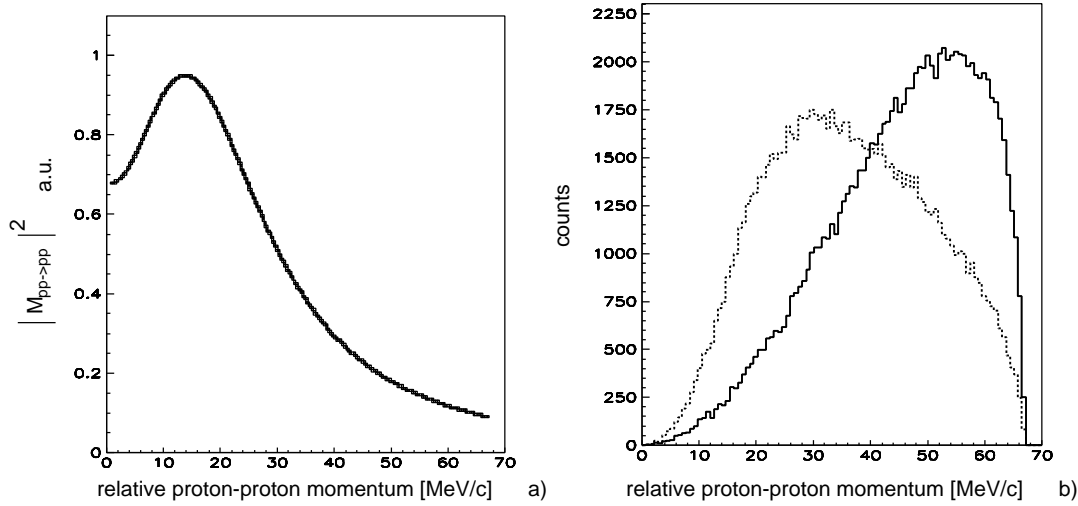 |M pp->pp|² a.u.
1
0.8
0.6
0.4
0.2
0
0 10 20 30 40 50 60 70
relative proton-proton momentum [MeV/c] a)
counts
2250
2000
1750
1500
1250
1000
750
500
250
0
0 10 20 30 40 50 60 70
relative proton-proton momentum [MeV/c] b)